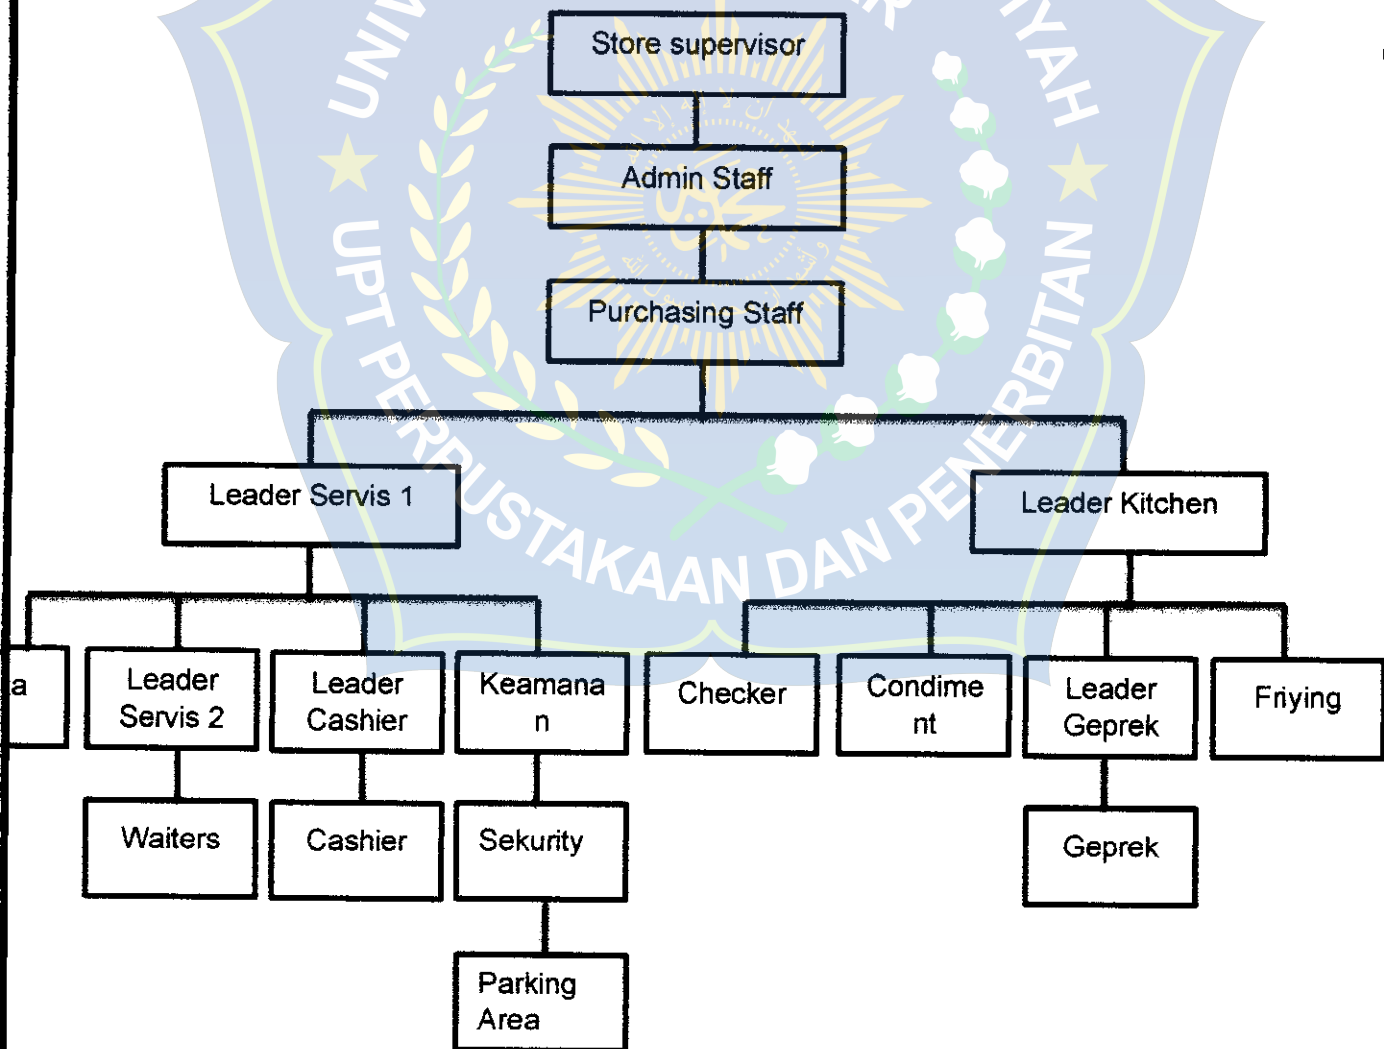 Store supervisor
Admin Staff
Purchasing Staff
Leader Servis 1
Leader Kitchen
a
Leader
Servis 2
Leader
Cashier
Keamana
n
Checker
Condime
nt
Leader
Geprek
Friying
Waiters
Cashier
Sekurity
Geprek
Parking
Area
UPT PERPUSTAKAAN DAN PENERBITAN